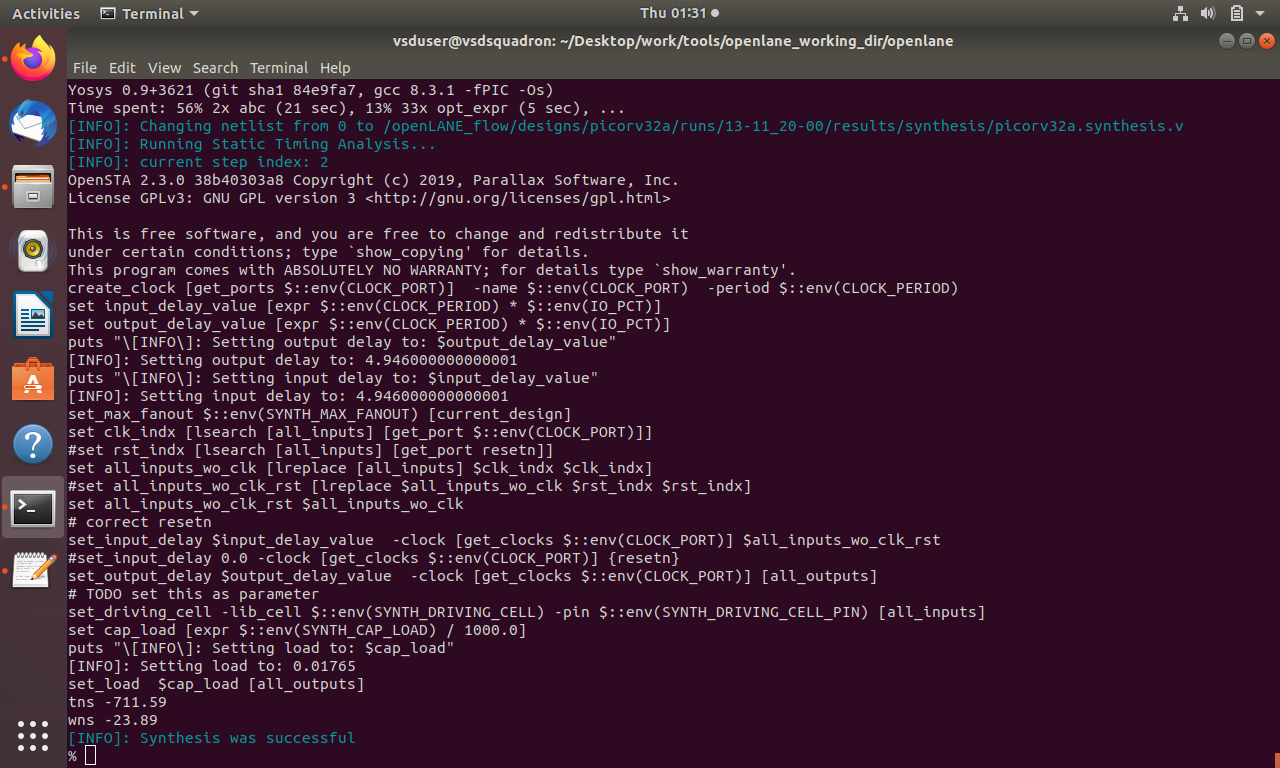 Activities Terminal Thu 01:31
vsduser@vsdsquadron: ~/Desktop/work/tools/openlane_working_dir/openlane
File Edit View Search Terminal Help
Yosys 0.9+3621 (git sha1 84e9fa7, gcc 8.3.1 -fPIC -Os)
Time spent: 56% 2x abc (21 sec), 13% 33x opt_expr (5 sec), ...
[INFO]: Changing netlist from 0 to /openLANE_flow/designs/picorv32a/runs/13-11_20-00/results/synthesis/picorv32a.synthesis.v
[INFO]: Running Static Timing Analysis...
[INFO]: current step index: 2
OpenSTA 2.3.0 38b40303a8 Copyright (c) 2019, Parallax Software, Inc.
License GPLv3: GNU GPL version 3 <http://gnu.org/licenses/gpl.html>

This is free software, and you are free to change and redistribute it
under certain conditions; type `show_copying' for details.
This program comes with ABSOLUTELY NO WARRANTY; for details type `show_warranty'.
create_clock [get_ports $::env(CLOCK_PORT)]  -name $::env(CLOCK_PORT)  -period $::env(CLOCK_PERIOD)
set input_delay_value [expr $::env(CLOCK_PERIOD) * $::env(IO_PCT)]
set output_delay_value [expr $::env(CLOCK_PERIOD) * $::env(IO_PCT)]
puts "\[INFO\]: Setting output delay to: $output_delay_value"
[INFO]: Setting output delay to: 4.946000000000001
puts "\[INFO\]: Setting input delay to: $input_delay_value"
[INFO]: Setting input delay to: 4.946000000000001
set_max_fanout $::env(SYNTH_MAX_FANOUT) [current_design]
set clk_indx [lsearch [all_inputs] [get_port $::env(CLOCK_PORT)]]
#set rst_indx [lsearch [all_inputs] [get_port resetn]]
set all_inputs_wo_clk [lreplace [all_inputs] $clk_indx $clk_indx]
#set all_inputs_wo_clk_rst [lreplace $all_inputs_wo_clk $rst_indx $rst_indx]
set all_inputs_wo_clk_rst $all_inputs_wo_clk
# correct resetn
set_input_delay $input_delay_value  -clock [get_clocks $::env(CLOCK_PORT)] $all_inputs_wo_clk_rst
#set_input_delay 0.0 -clock [get_clocks $::env(CLOCK_PORT)] {resetn}
set_output_delay $output_delay_value  -clock [get_clocks $::env(CLOCK_PORT)] [all_outputs]
# TODO set this as parameter
set_driving_cell -lib_cell $::env(SYNTH_DRIVING_CELL) -pin $::env(SYNTH_DRIVING_CELL_PIN) [all_inputs]
set cap_load [expr $::env(SYNTH_CAP_LOAD) / 1000.0]
puts "\[INFO\]: Setting load to: $cap_load"
[INFO]: Setting load to: 0.01765
set_load  $cap_load [all_outputs]
tns -711.59
wns -23.89
[INFO]: Synthesis was successful
%